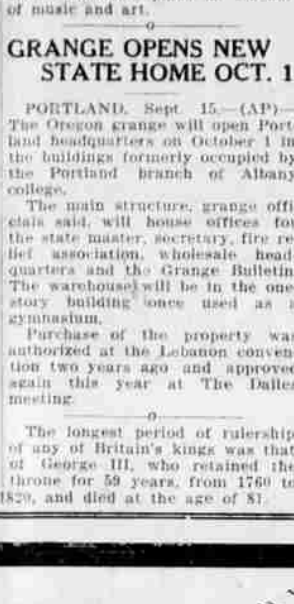 of music and art.
o
GRANGE OPENS NEW
STATE HOME OCT. 1
PORTLAND, Sept. 15.—(AP)—
The Oregon grange will open Port
land headquarters on October 1 in
the buildings formerly occupied by
the Portland branch of Albany
college.
The main structure, grange offi
cials said, will house offices for
the state master, secretary, fire re
lief association, wholesale head
quarters and the Grange Bulletin
The warehouse will be in the one
story building once used as a
gymnasium.
Purchase of the property was
authorized at the Lebanon conven
tion two years ago and approved
again this year at The Dalles
meeting.
o
The longest period of rulership
of any of Britain's kings was that
of George III, who retained the
throne for 59 years, from 1760 to
1820, and died at the age of 81.